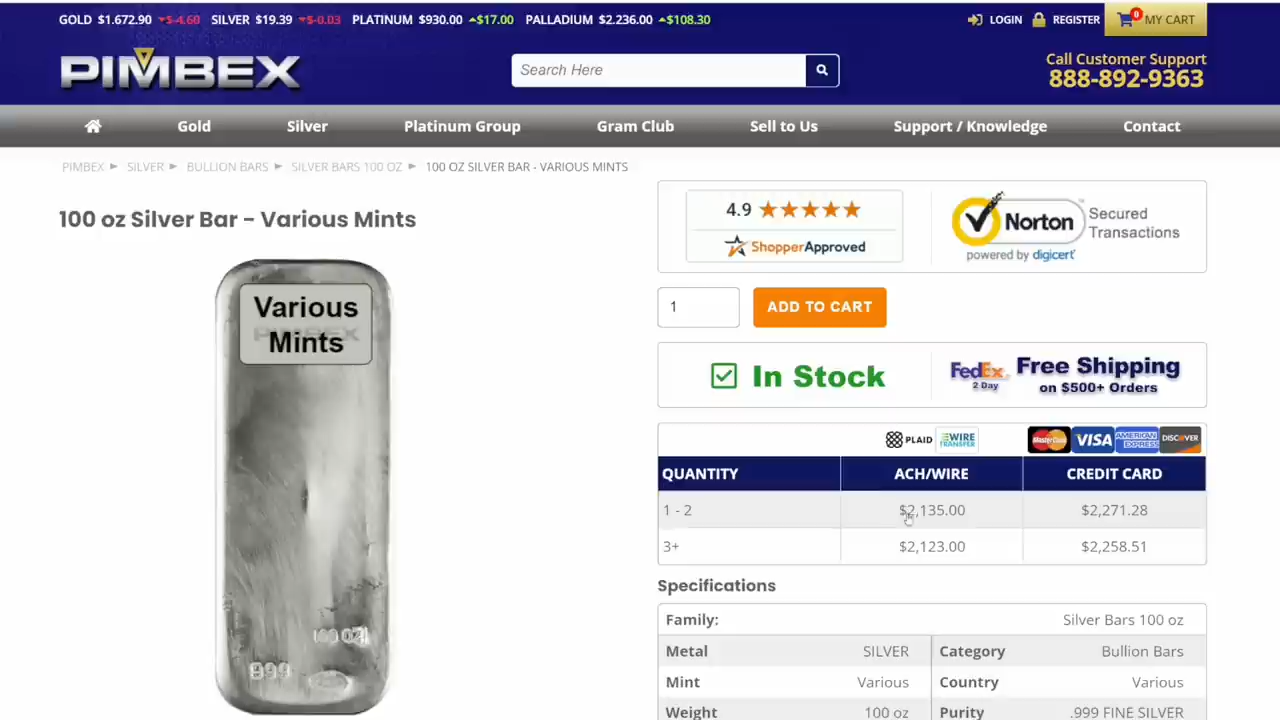 GOLD $1.672.90 $-4.60 SILVER $19.39 $-0.03 PLATINUM $930.00 $17.00 PALLADIUM $2.236.00 $108.30
LOGIN REGISTER 0 MY CART
PIMBEX
Search Here
Call Customer Support
888-892-9363
Gold Silver Platinum Group Gram Club Sell to Us Support / Knowledge Contact
PIMBEX SILVER BULLION BARS SILVER BARS 100 OZ 100 OZ SILVER BAR - VARIOUS MINTS
100 oz Silver Bar – Various Mints
Various
Mints
PIMBEX
999
4.9
ShopperApproved
Norton
Secured
Transactions
powered by digicert
1 ADD TO CART
In Stock
FedEx
2 Day
Free Shipping
on $500+ Orders
PLAID WIRE TRANSFER MasterCard VISA AMERICAN EXPRESS DISCOVER
QUANTITY ACH/WIRE CREDIT CARD
1 - 2 $2,135.00 $2,271.28
3+ $2,123.00 $2,258.51
Specifications
Family: Silver Bars 100 oz
Metal SILVER Category Bullion Bars
Mint Various Country Various
Weight 100 oz Purity .999 FINE SILVER